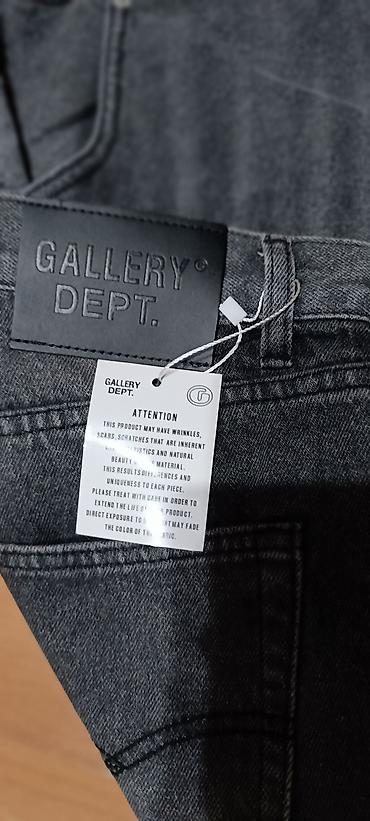 GALLERY©
DEPT.
GALLERY
DEPT.
G
ATTENTION
THIS PRODUCT MAY HAVE WRINKLES,
SCARS, SCRATCHES THAT ARE INHERENT
AND NATURAL
BEAUTY MATERIAL.
THIS RESULTS AND
UNIQUENESS TO EACH PIECE.
PLEASE TREAT WITH CARE IN ORDER TO
EXTEND THE LIFE PRODUCT.
DIRECT EXPOSURE TO MAY FADE
THE COLOR OF